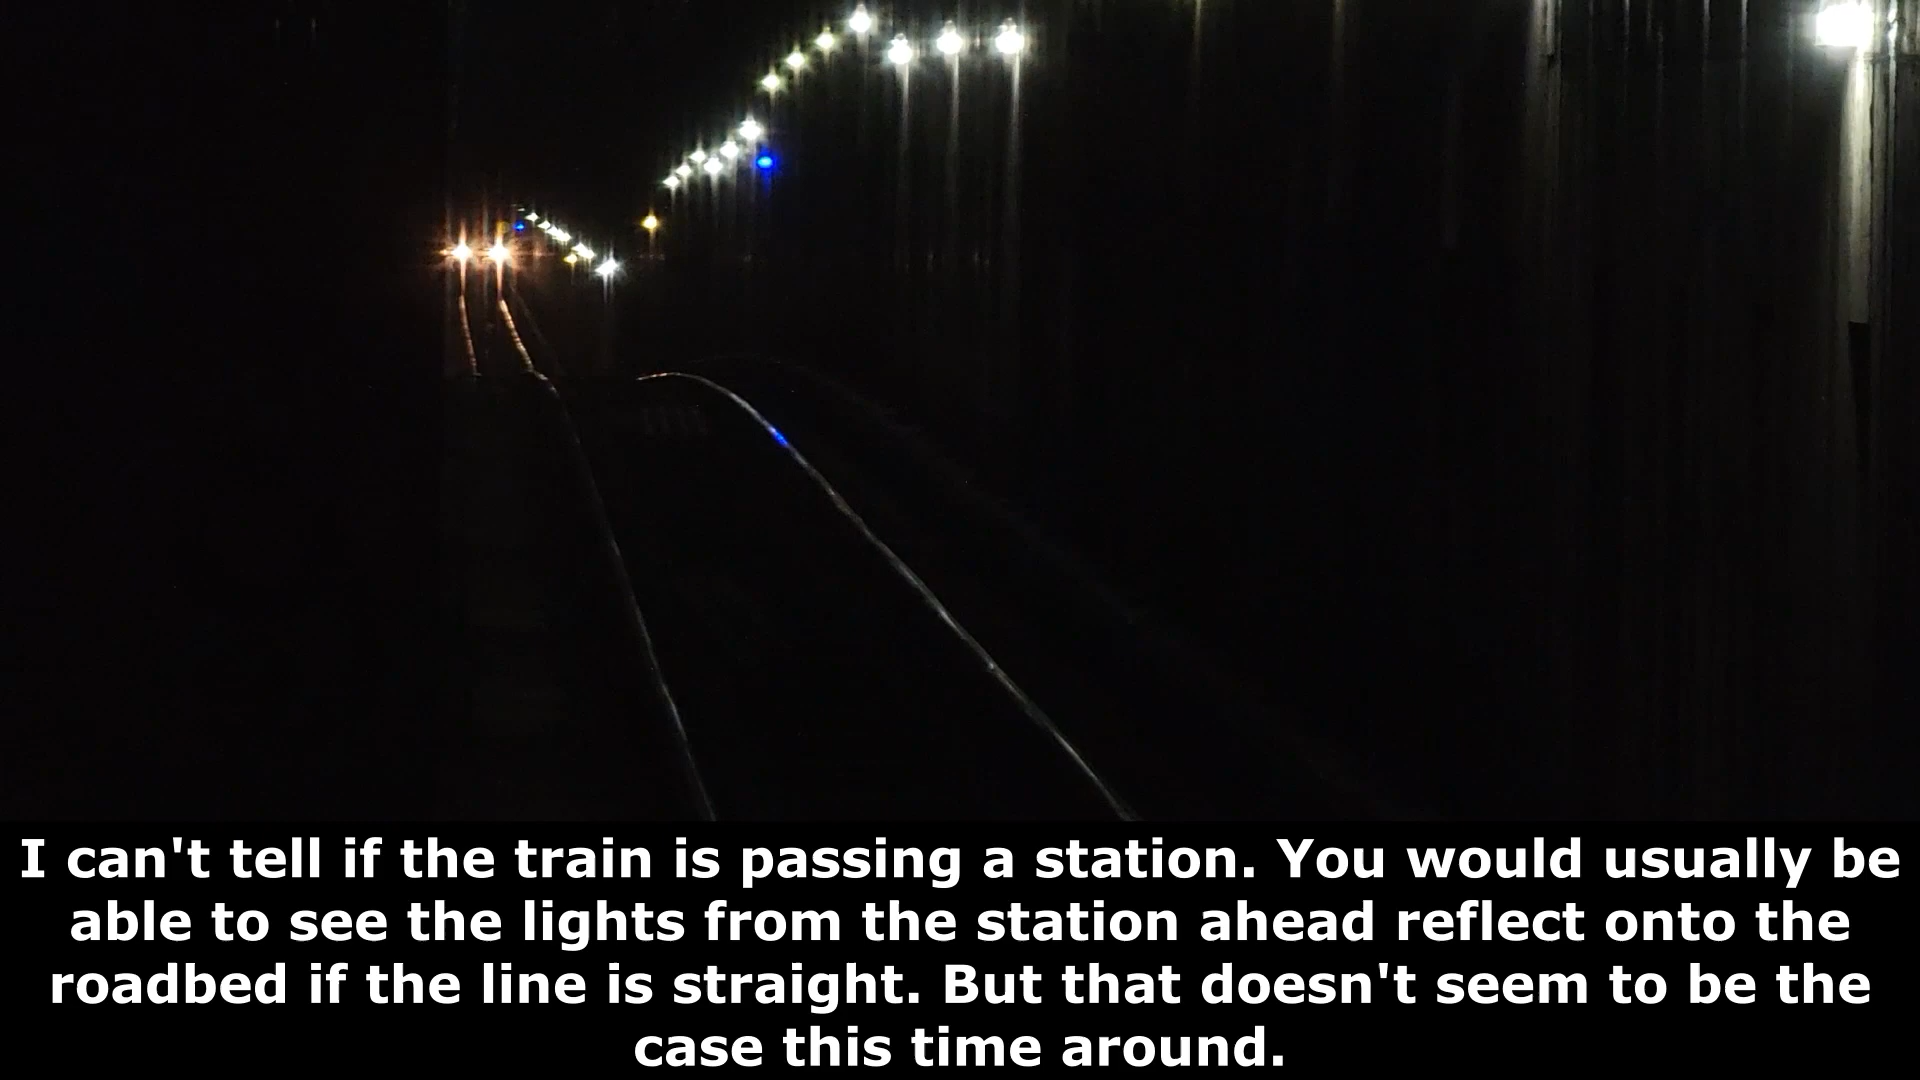 I can't tell if the train is passing a station. You would usually be
able to see the lights from the station ahead reflect onto the
roadbed if the line is straight. But that doesn't seem to be the
case this time around.